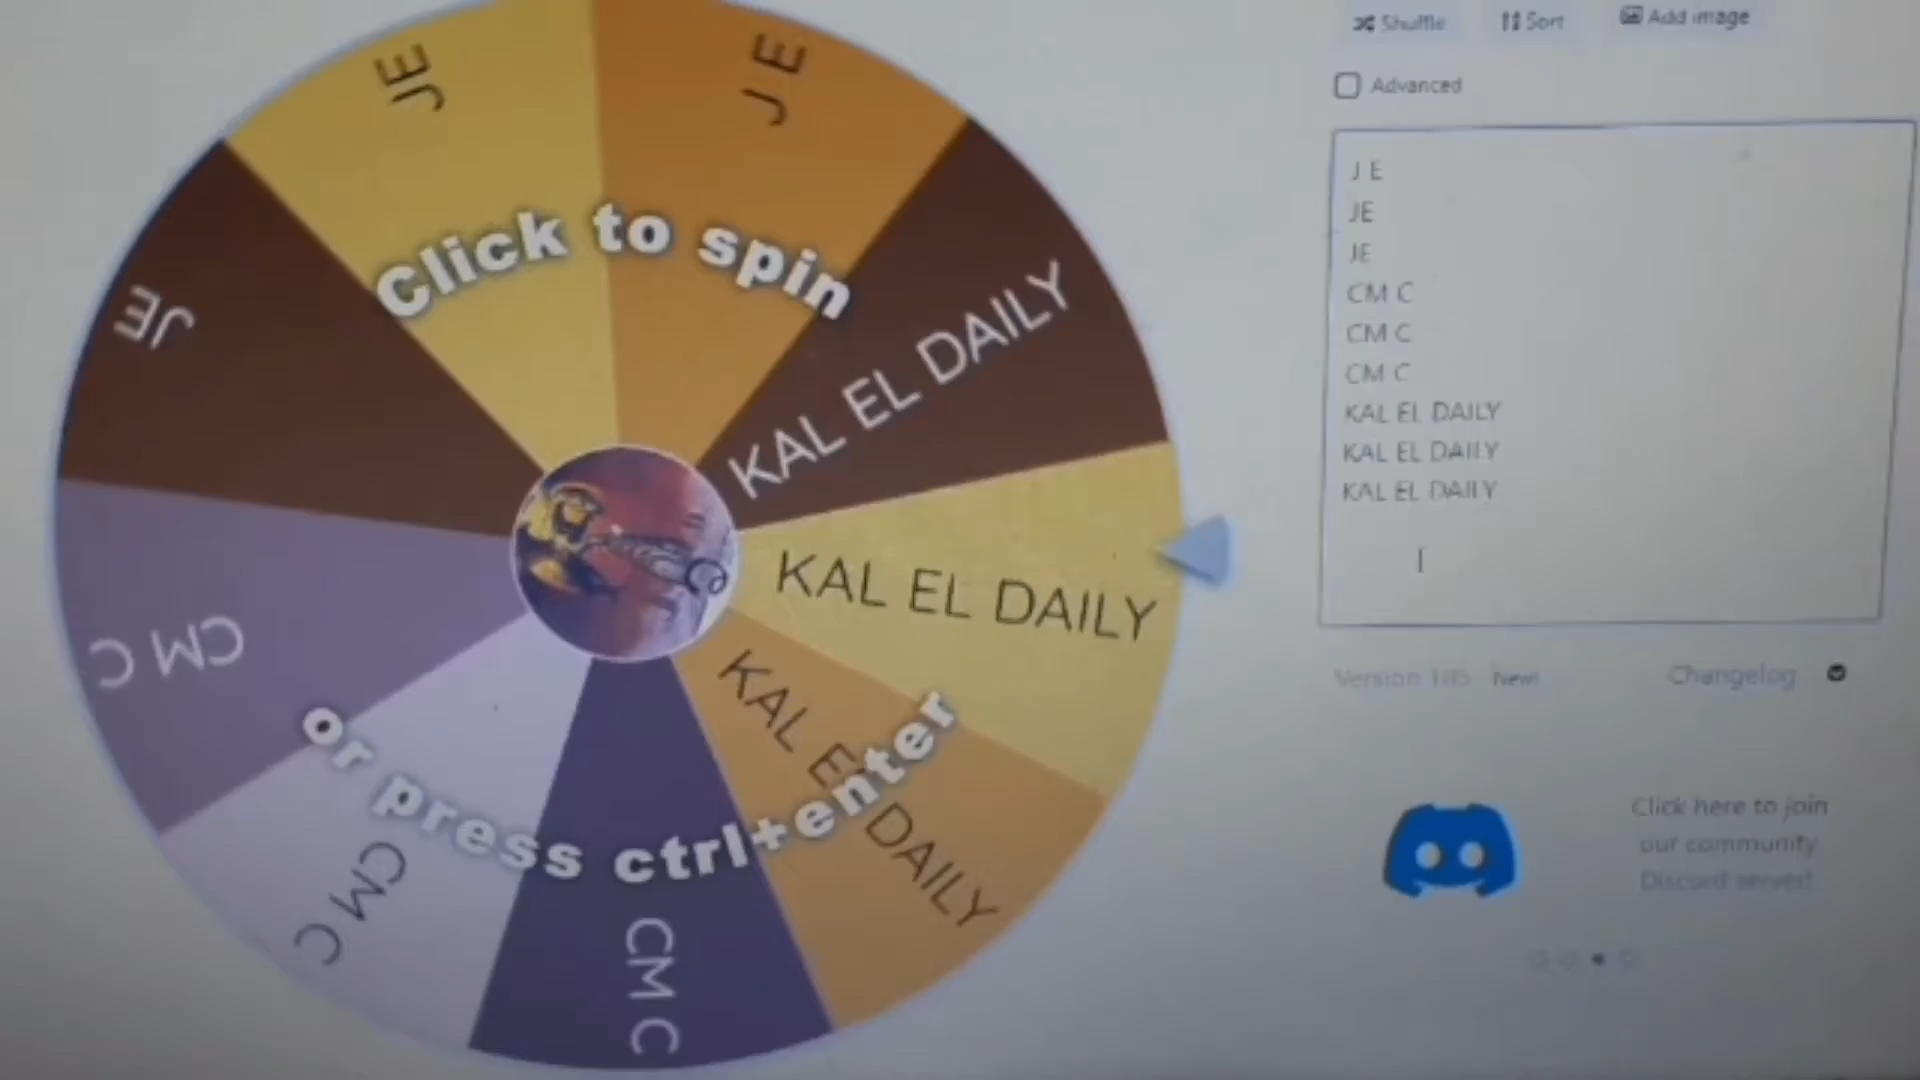 Shuffle
Sort
Add image
Advanced
J E
JE
JE
CM C
CM C
CM C
KAL EL DAILY
KAL EL DAILY
KAL EL DAILY
Click to spin
or press ctrl+enter
J E
JE
JE
CM C
CM C
CM C
KAL EL DAILY
KAL EL DAILY
KAL EL DAILY
Version
New!
Changelog
Click here to join
our community
Discord server!